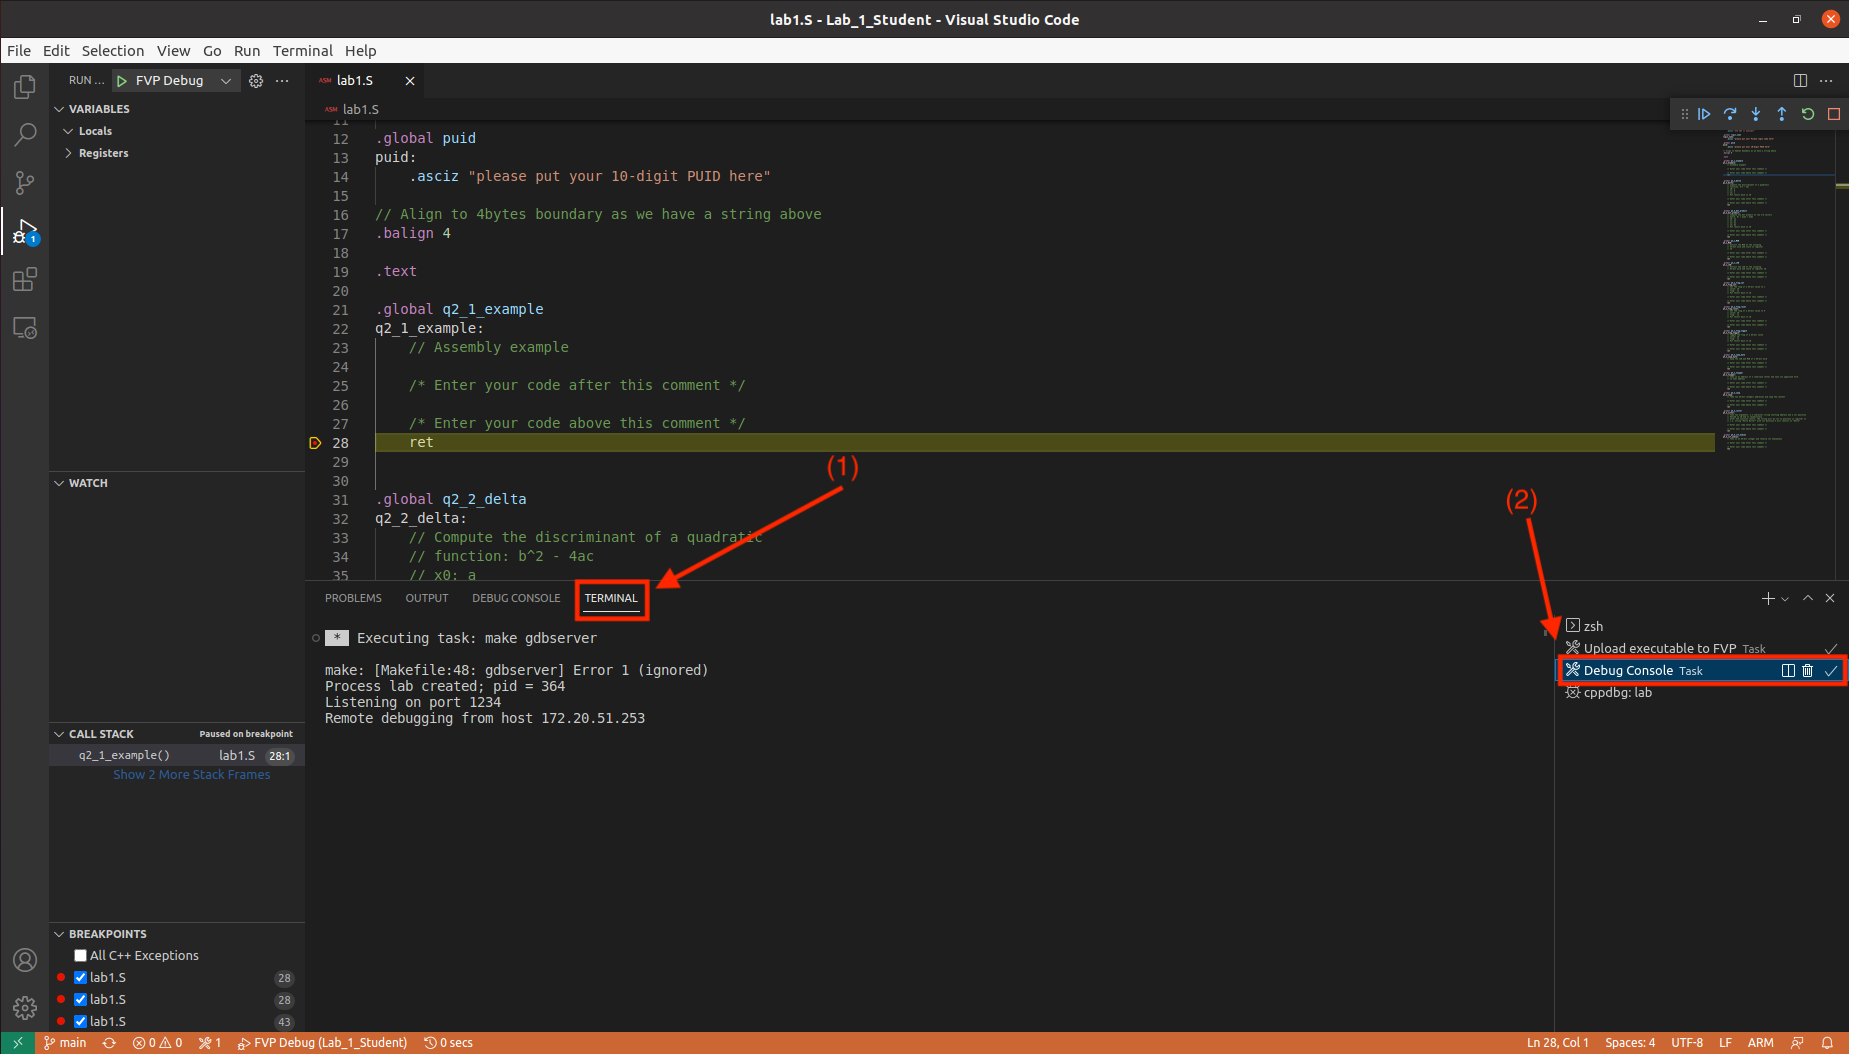 lab1.S - Lab_1_Student - Visual Studio Code
File Edit Selection View Go Run Terminal Help
RUN ... FVP Debug
VARIABLES
Locals
Registers
WATCH
CALL STACK Paused on breakpoint
q2_1_example() lab1.S 28:1
Show 2 More Stack Frames
BREAKPOINTS
All C++ Exceptions
lab1.S 28
lab1.S 28
lab1.S 43
1
ASM lab1.S
ASM lab1.S
11
12 .global puid
13 puid:
14 .asciz "please put your 10-digit PUID here"
15
16 // Align to 4bytes boundary as we have a string above
17 .balign 4
18
19 .text
20
21 .global q2_1_example
22 q2_1_example:
23 // Assembly example
24
25 /* Enter your code after this comment */
26
27 /* Enter your code above this comment */
28 ret
29
30
31 .global q2_2_delta
32 q2_2_delta:
33 // Compute the discriminant of a quadratic
34 // function: b^2 - 4ac
35 // x0: a
(1)
(2)
PROBLEMS OUTPUT DEBUG CONSOLE TERMINAL
* Executing task: make gdbserver
make: [Makefile:48: gdbserver] Error 1 (ignored)
Process lab created; pid = 364
Listening on port 1234
Remote debugging from host 172.20.51.253
zsh
Upload executable to FVP Task
Debug Console Task
cppdbg: lab
main 0 0 1 FVP Debug (Lab_1_Student) 0 secs Ln 28, Col 1 Spaces: 4 UTF-8 LF ARM